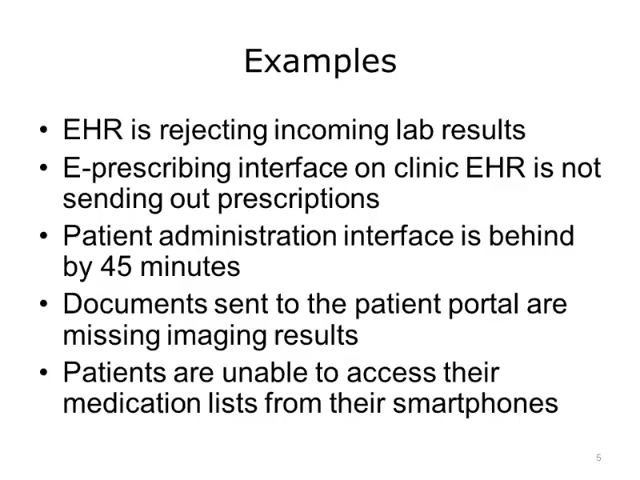 Examples
• EHR is rejecting incoming lab results
• E-prescribing interface on clinic EHR is not
sending out prescriptions
• Patient administration interface is behind
by 45 minutes
• Documents sent to the patient portal are
missing imaging results
• Patients are unable to access their
medication lists from their smartphones
5